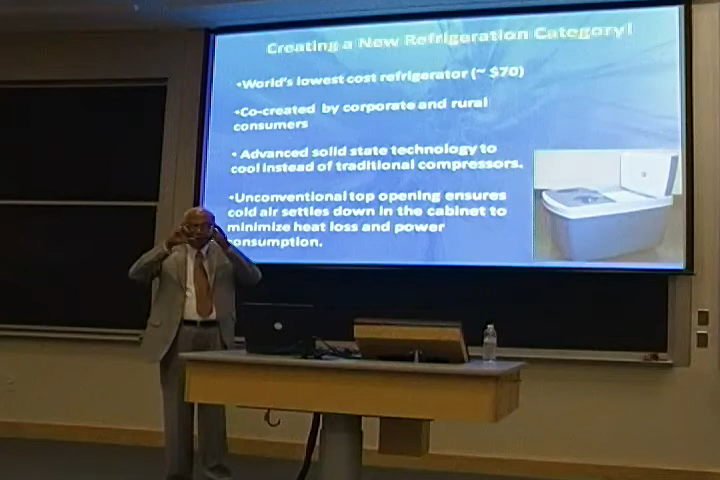 Creating a New Refrigeration Category!
•World's lowest cost refrigerator (~ $70)
•Co-created by corporate and rural
consumers
• Advanced solid state technology to
cool instead of traditional compressors.
•Unconventional top opening ensures
cold air settles down in the cabinet to
minimize heat loss and power
consumption.